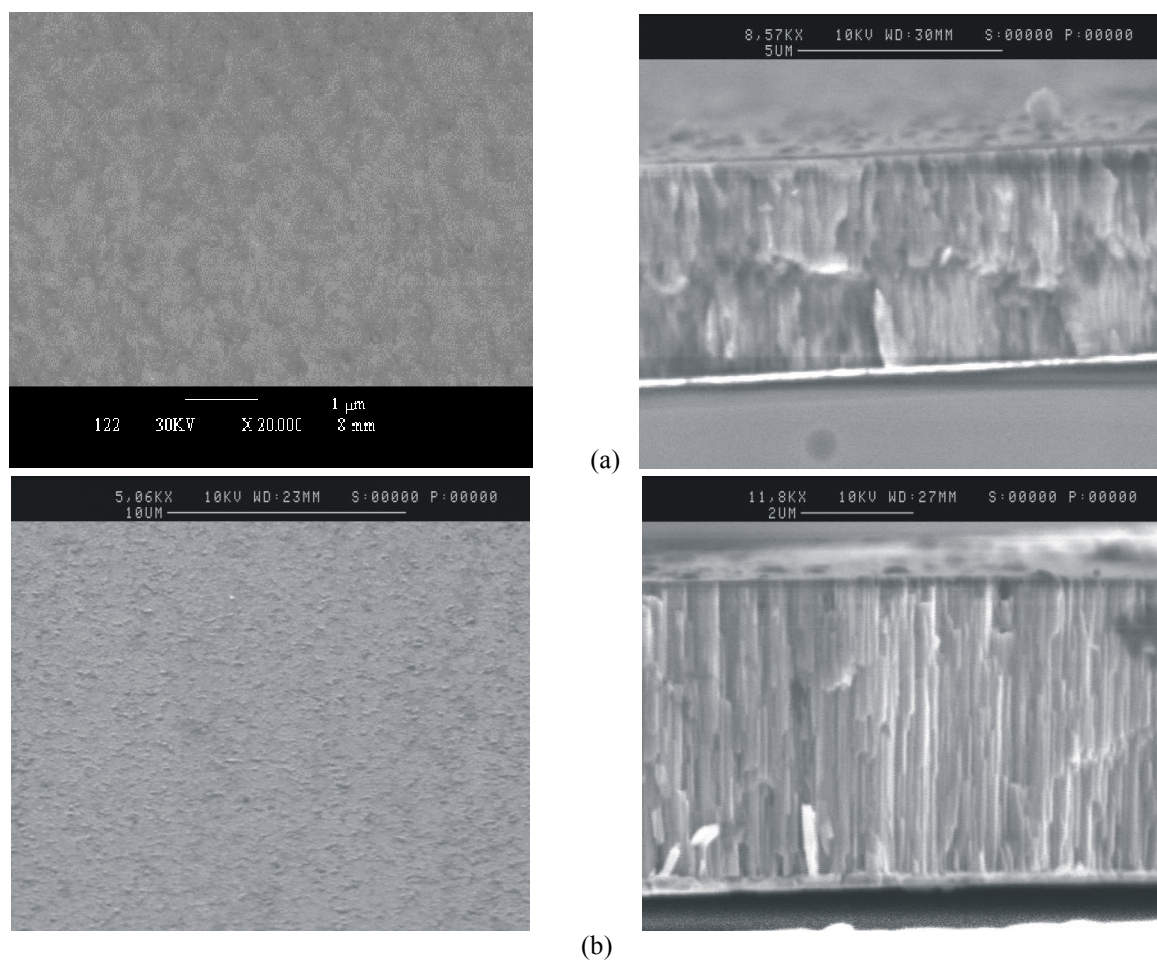 8,57KX 10KV WD:30MM S:00000 P:00000
5UM
1 µm
122 30KV X 20.000 8 mm
(a)
5,06KX 10KV WD:23MM S:00000 P:00000
10UM
11,8KX 10KV WD:27MM S:00000 P:00000
2UM
(b)